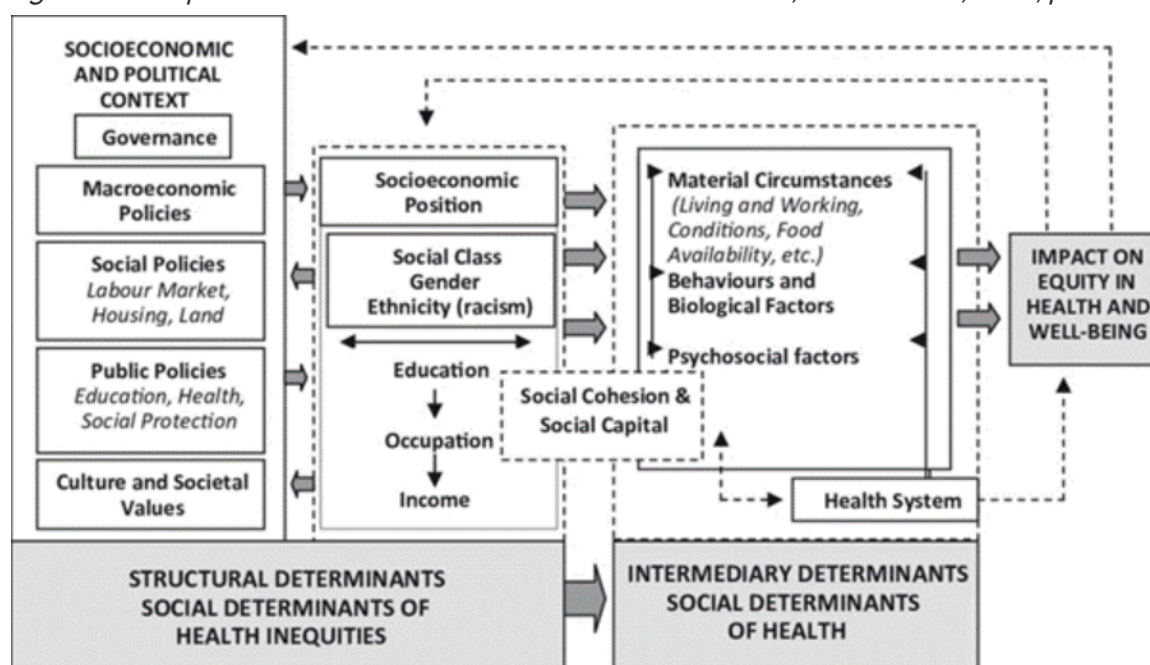 SOCIOECONOMIC
AND POLITICAL
CONTEXT
Governance
Macroeconomic
Policies
Social Policies
Labour Market,
Housing, Land
Public Policies
Education, Health,
Social Protection
Culture and Societal
Values
Socioeconomic
Position
Social Class
Gender
Ethnicity (racism)
Education
Occupation
Income
Social Cohesion &
Social Capital
Material Circumstances
(Living and Working,
Conditions, Food
Availability, etc.)
Behaviours and
Biological Factors
Psychosocial factors
Health System
IMPACT ON
EQUITY IN
HEALTH AND
WELL-BEING
STRUCTURAL DETERMINANTS
SOCIAL DETERMINANTS OF
HEALTH INEQUITIES
INTERMEDIARY DETERMINANTS
SOCIAL DETERMINANTS
OF HEALTH